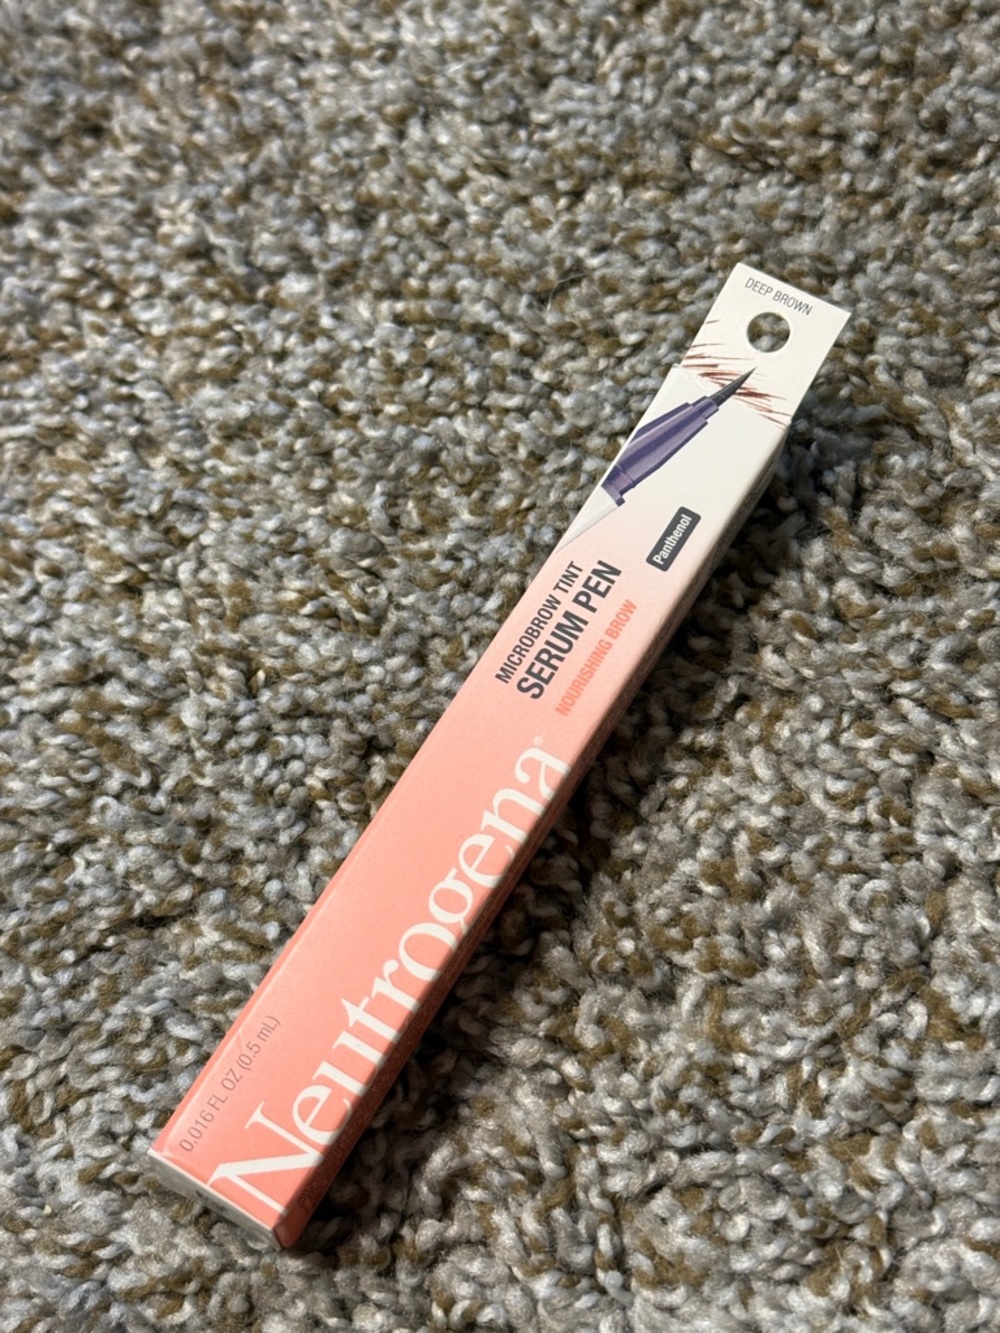 DEEP BROWN
Panthenol
MICROBROW TINT
SERUM PEN
NOURISHING BROW
Neutrogena®
0.016 FL OZ (0.5 mL)